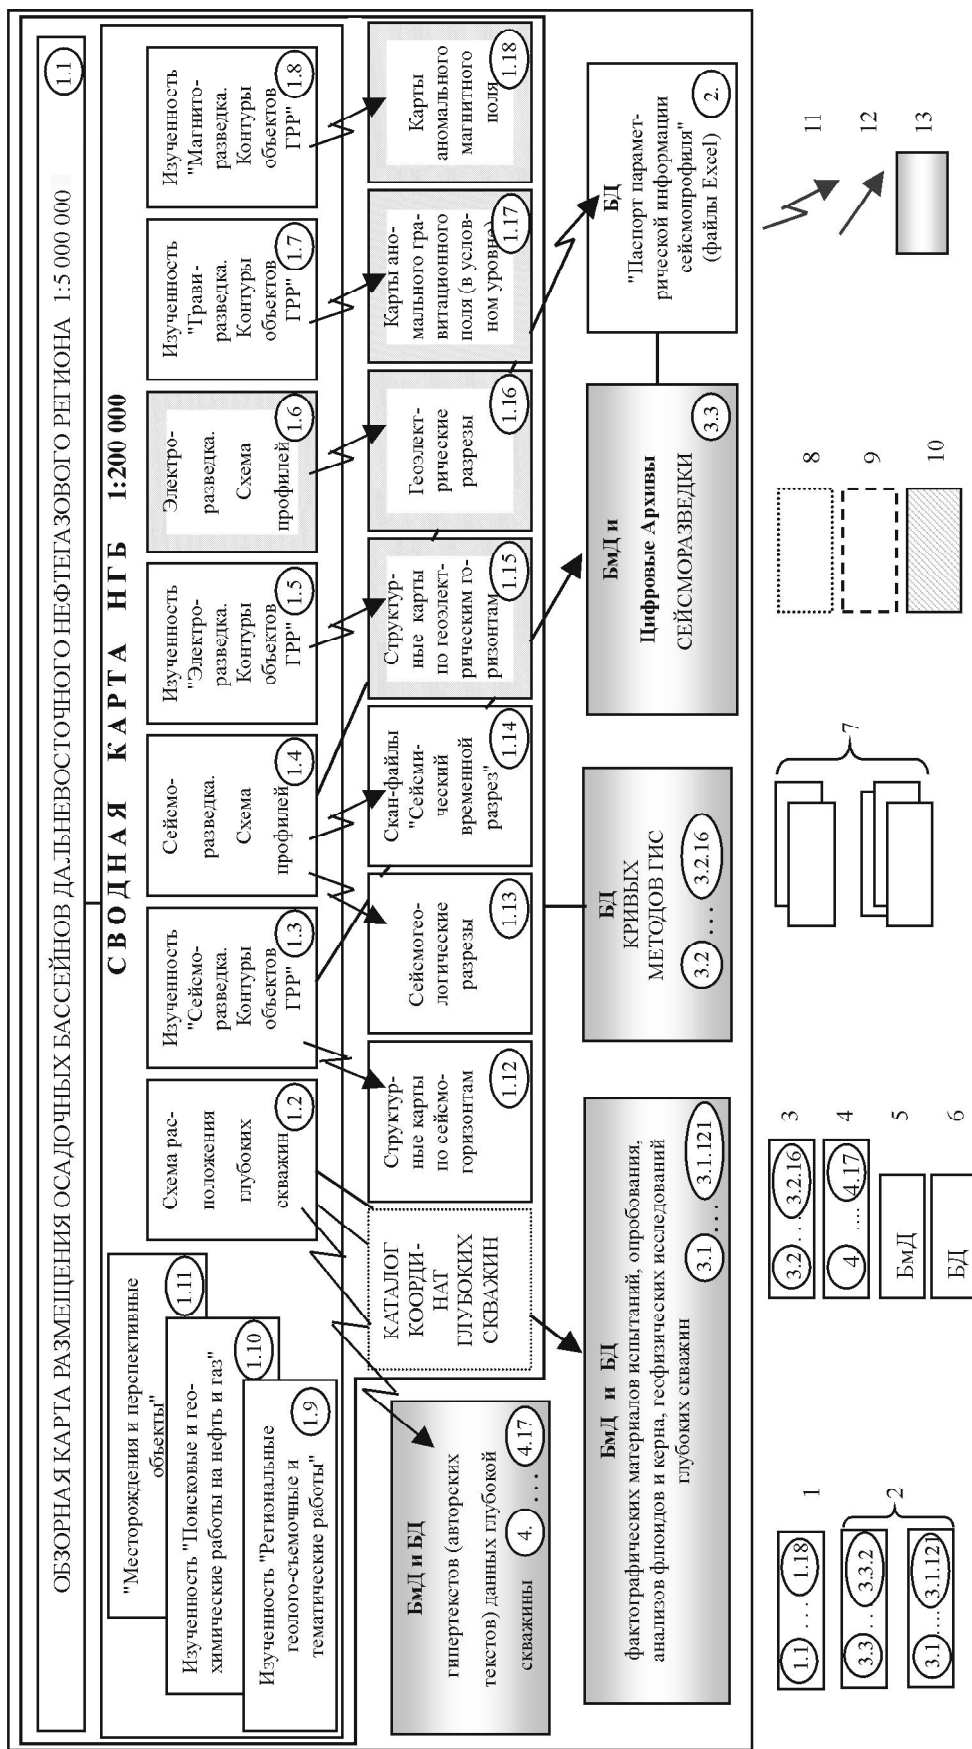 ОБЗОРНАЯ КАРТА РАЗМЕЩЕНИЯ ОСАДОЧНЫХ БАССЕЙНОВ ДАЛЬНЕВОСТОЧНОГО НЕФТЕГАЗОВОГО РЕГИОНА 1:5 000 000
1.1
СВОДНАЯ КАРТА НГБ 1:200 000
"Месторождения и перспективные
объекты"
1.11
Изученность "Поисковые и гео-
химические работы на нефть и газ"
1.10
Изученность "Региональные
геолого-съемочные и
тематические работы"
1.9
Схема рас-
положения
глубоких
скважин
1.2
Изученность
"Сейсмо-
разведка.
Контуры
объектов
ГРР"
1.3
Сейсмо-
разведка.
Схема
профилей
1.4
Изученность
"Электро-
разведка.
Контуры
объектов
ГРР"
1.5
Электро-
разведка.
Схема
профилей
1.6
Изученность
"Грави-
разведка.
Контуры
объектов
ГРР"
1.7
Изученность
"Магнито-
разведка.
Контуры
объектов
ГРР"
1.8
КАТАЛОГ
КООРДИ-
НАТ
ГЛУБОКИХ
СКВАЖИН
Структур-
ные карты
по сейсмо-
горизонтам
1.12
Сейсмогео-
логические
разрезы
1.13
Скан-файлы
"Сейсми-
ческий
временной
разрез"
1.14
Структур-
ные карты
по геоэлект-
рическим го-
ризонтам
1.15
Геоэлект-
рические
разрезы
1.16
Карты ано-
мального гра-
витационного
поля (в услов-
ном уровне)
1.17
Карты
аномального
магнитного
поля
1.18
БмД и БД
гипертекстов (авторских
текстов) данных глубокой
скважины
4. ... 4.17
БмД и БД
фактографических материалов испытаний, опробования,
анализов флюидов и керна, геофизических исследований
глубоких скважин
3.1 ... 3.1.121
БД
КРИВЫХ
МЕТОДОВ ГИС
3.2 .... 3.2.16
БмД и
Цифровые Архивы
СЕЙСМОРАЗВЕДКИ
3.3
БД
"Паспорт парамет-
рической информации
сейсмопрофиля"
(файлы Excel)
2.
1.1 ... 1.18
1
3.3 ... 3.3.2
3.1 .... 3.1.121
2
3.2 ... 3.2.16
3
4 .... 4.17
4
БмД
5
БД
6
7
8
9
10
11
12
13